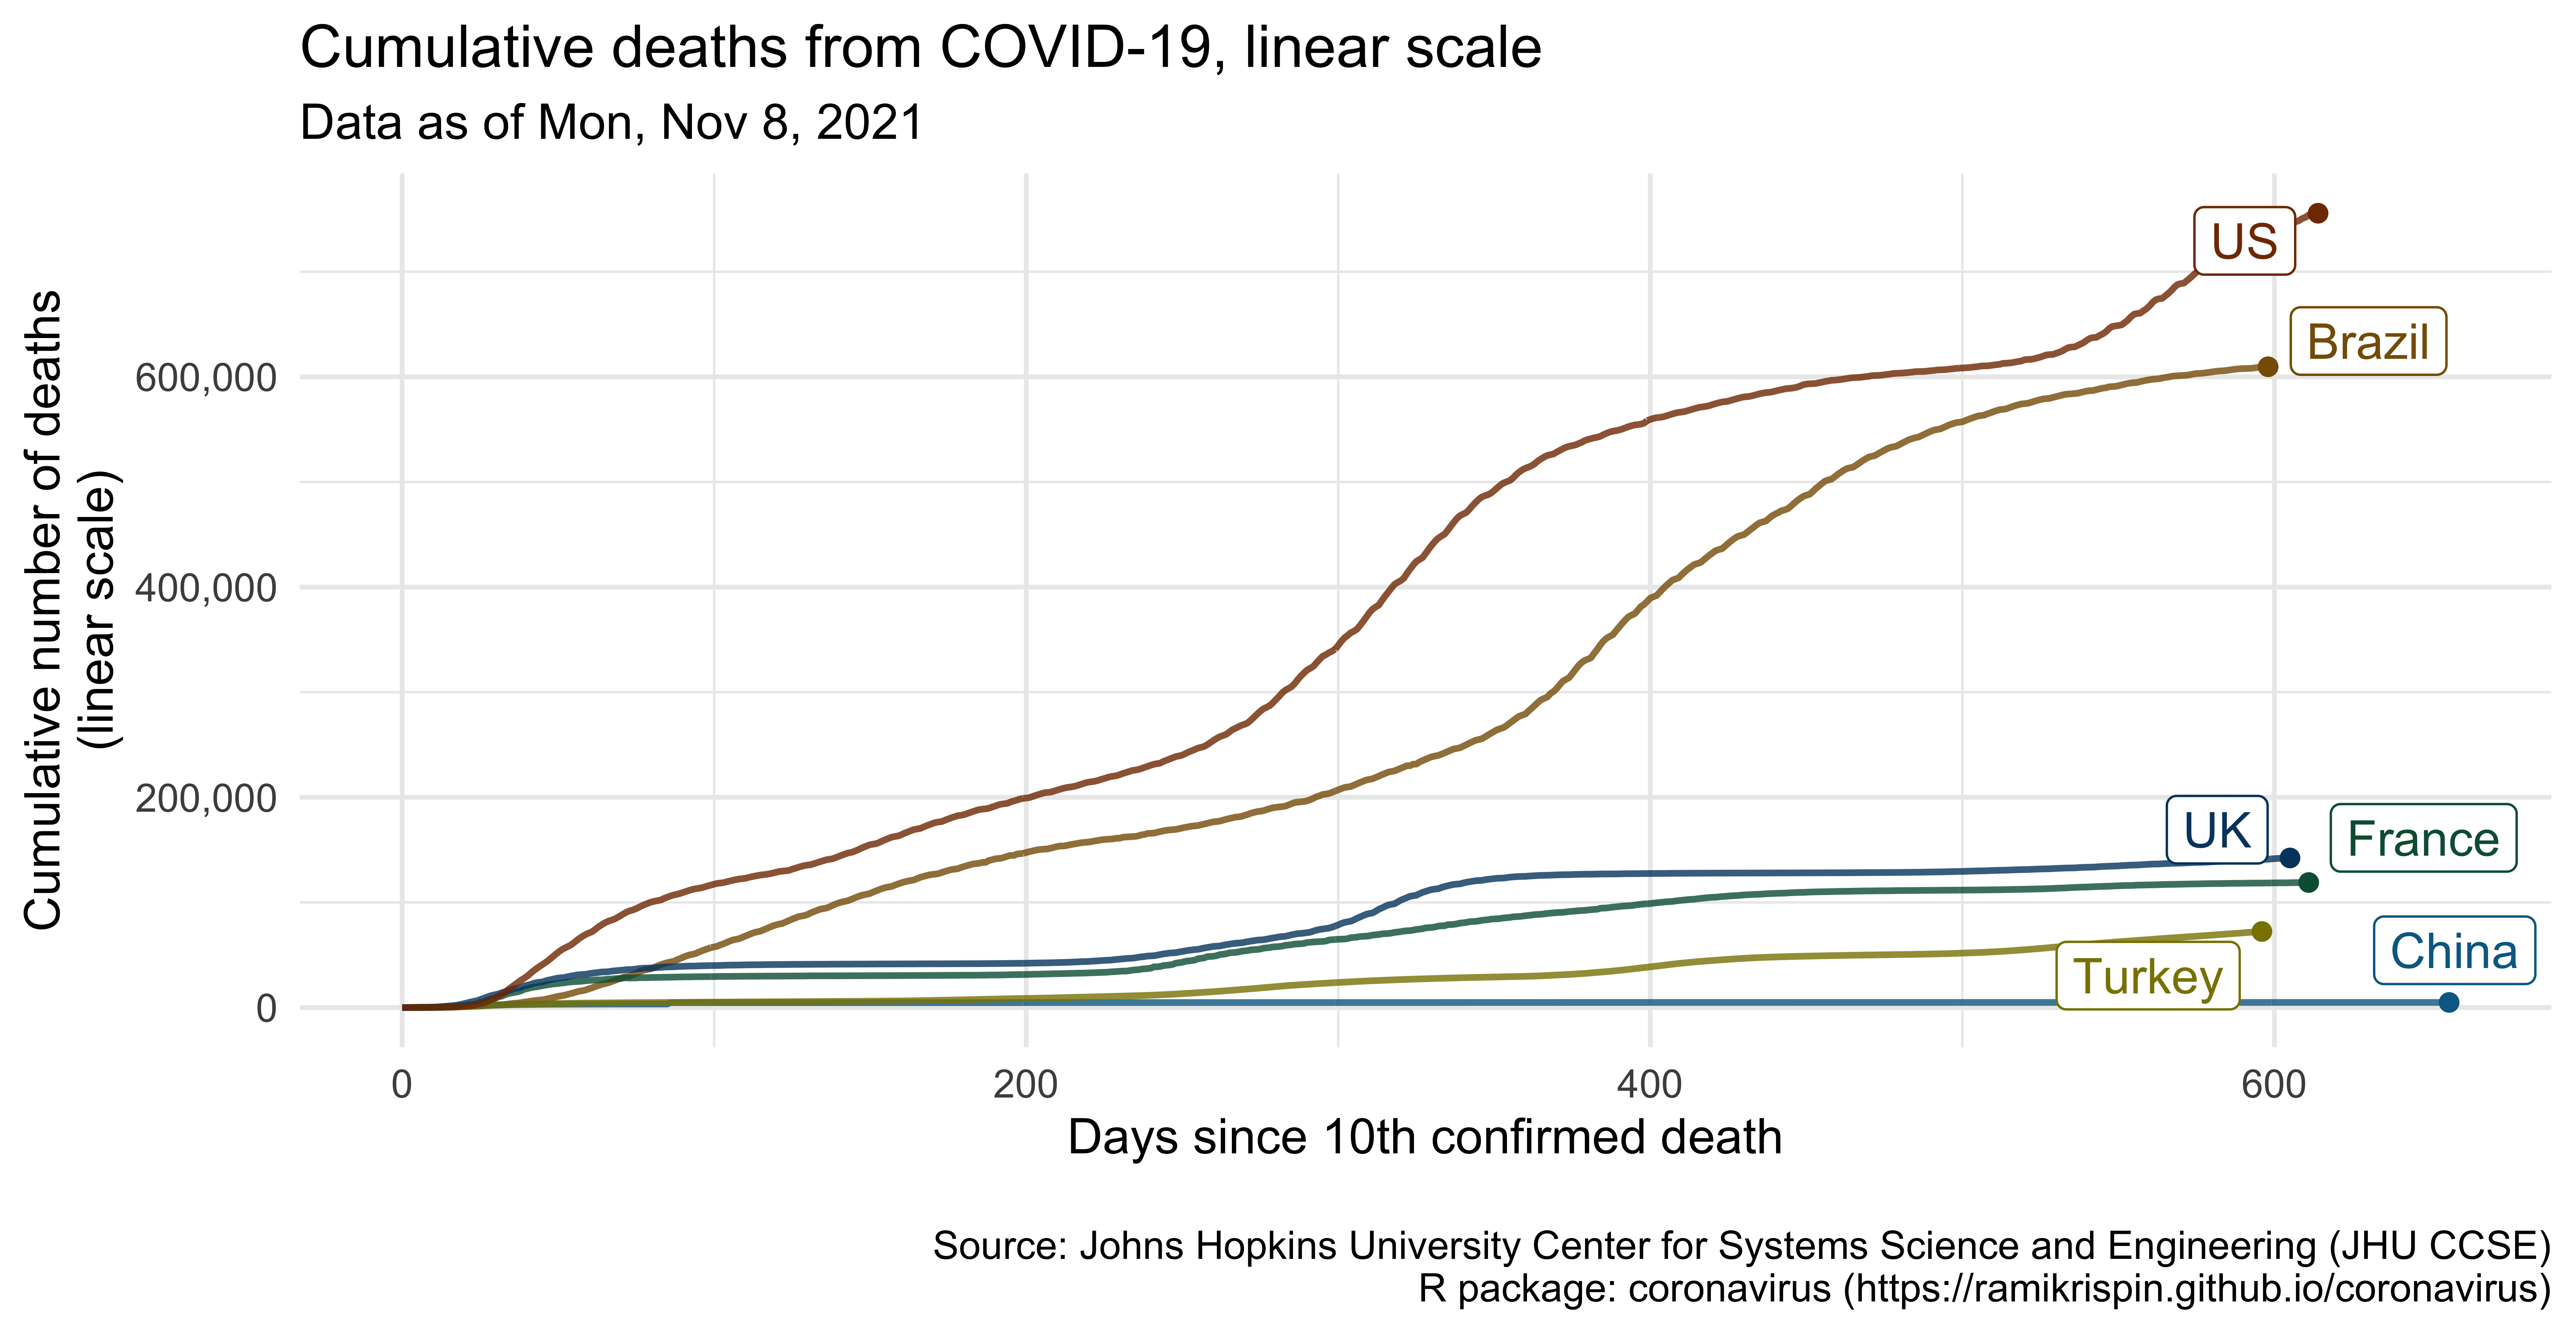 Cumulative deaths from COVID-19, linear scale
Data as of Mon, Nov 8, 2021
Cumulative number of deaths
(linear scale)
600,000
400,000
200,000
0
US
Brazil
UK
France
China
Turkey
0
200
400
600
Days since 10th confirmed death
Source: Johns Hopkins University Center for Systems Science and Engineering (JHU CCSE)
R package: coronavirus (https://ramikrispin.github.io/coronavirus)